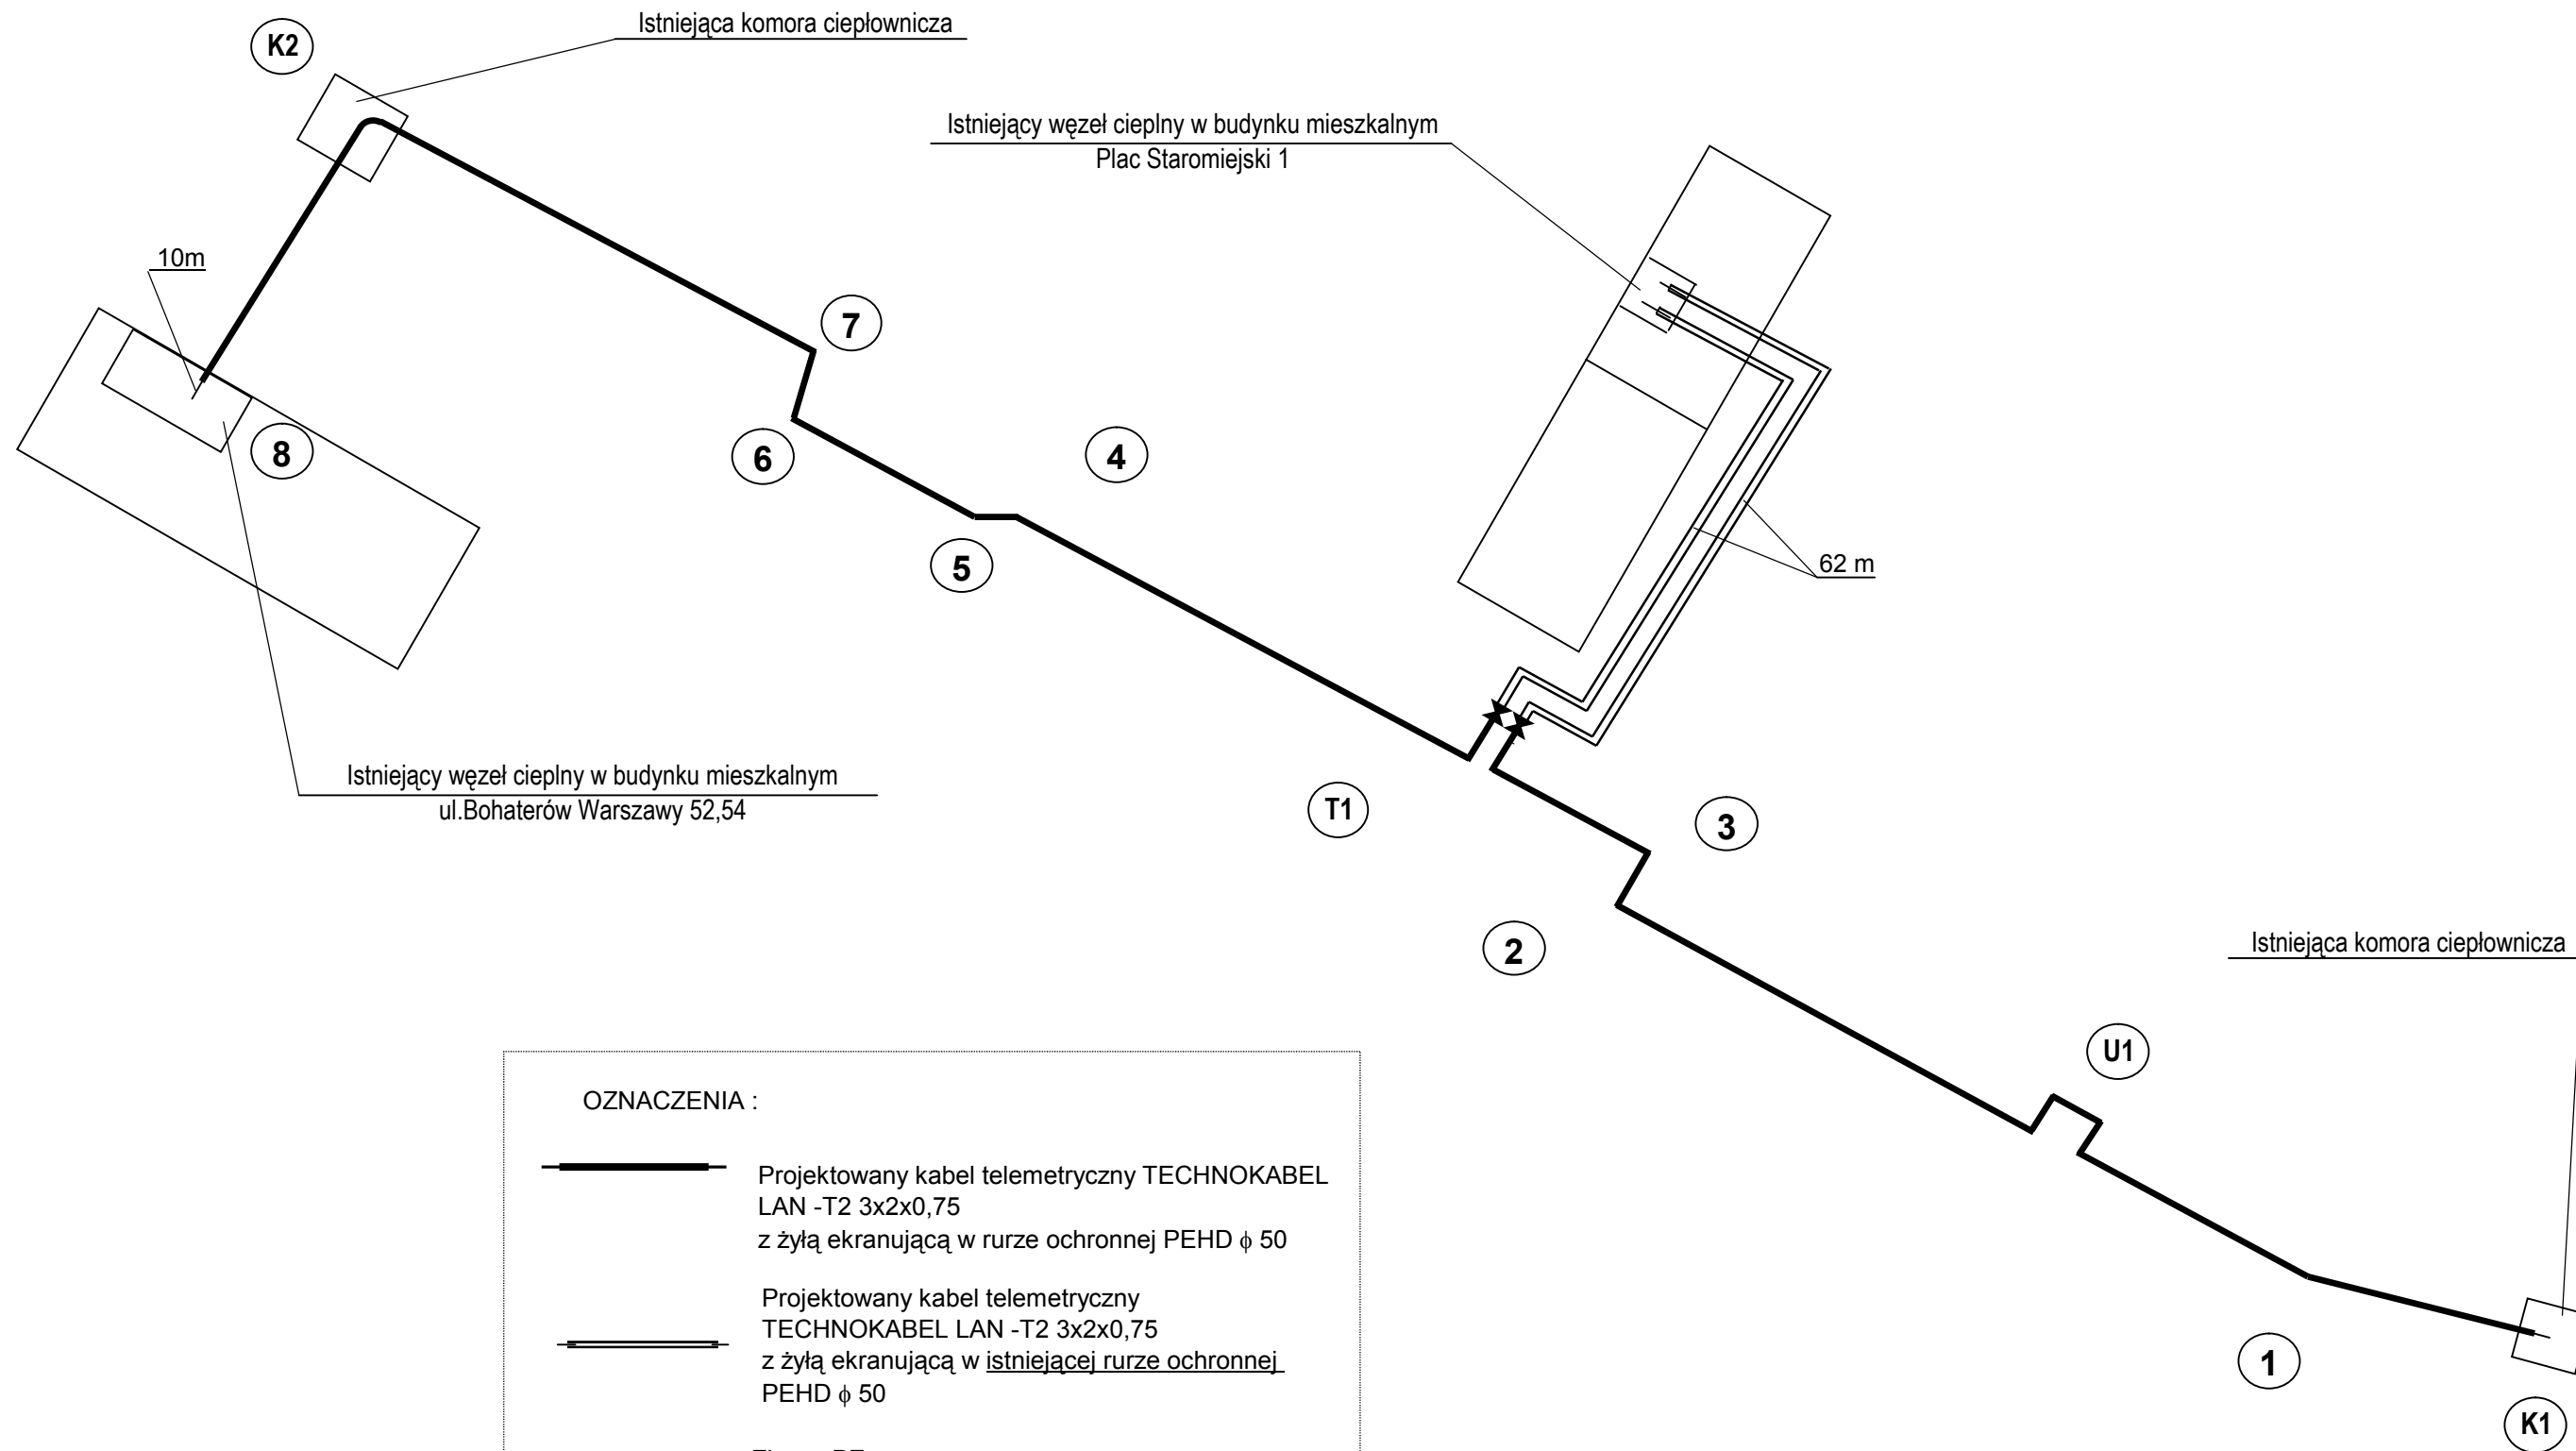 Istniejąca komora ciepłownicza
K2
Istniejący węzeł cieplny w budynku mieszkalnym
Plac Staromiejski 1
10m
7
4
6
8
5
62 m
Istniejący węzeł cieplny w budynku mieszkalnym
ul.Bohaterów Warszawy 52,54
T1
3
2
Istniejąca komora ciepłownicza
U1
1
K1
OZNACZENIA :
Projektowany kabel telemetryczny TECHNOKABEL
LAN -T2 3x2x0,75
z żyłą ekranującą w rurze ochronnej PEHD ϕ 50
Projektowany kabel telemetryczny
TECHNOKABEL LAN -T2 3x2x0,75
z żyłą ekranującą w istniejącej rurze ochronnej
PEHD ϕ 50